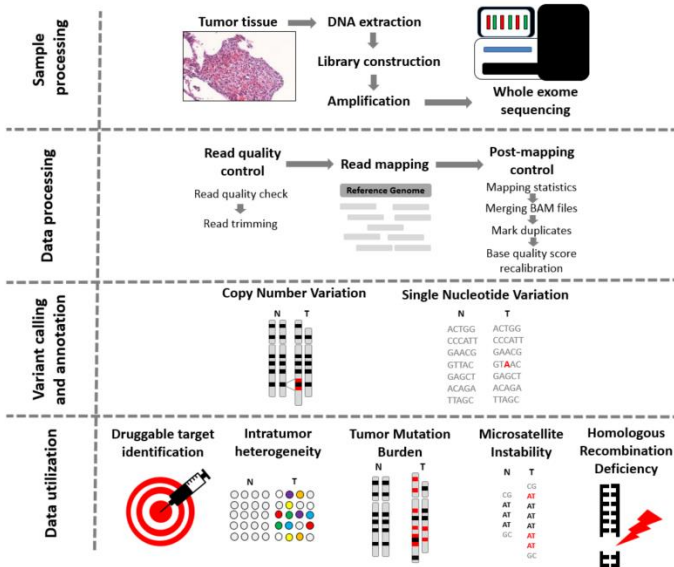 Sample processing
Tumor tissue
DNA extraction
Library construction
Amplification
Whole exome
sequencing
Data processing
Read quality
control
Read quality check
Read trimming
Read mapping
Reference Genome
Post-mapping
control
Mapping statistics
Merging BAM files
Mark duplicates
Base quality score
recalibration
Variant calling
and annotation
Copy Number Variation
N T
Single Nucleotide Variation
N T
ACTGG ACTGG
CCCATT CCCATT
GAACG GAACG
GTTAC GTAAC
GAGCT GAGCT
ACAGA ACAGA
TTAGC TTAGC
Data utilization
Druggable target
identification
Intratumor
heterogeneity
N T
Tumor Mutation
Burden
N T
Microsatellite
Instability
N T
CG
CG AT
AT AT
AT AT
AT AT
GC AT
AT
GC
Homologous
Recombination
Deficiency